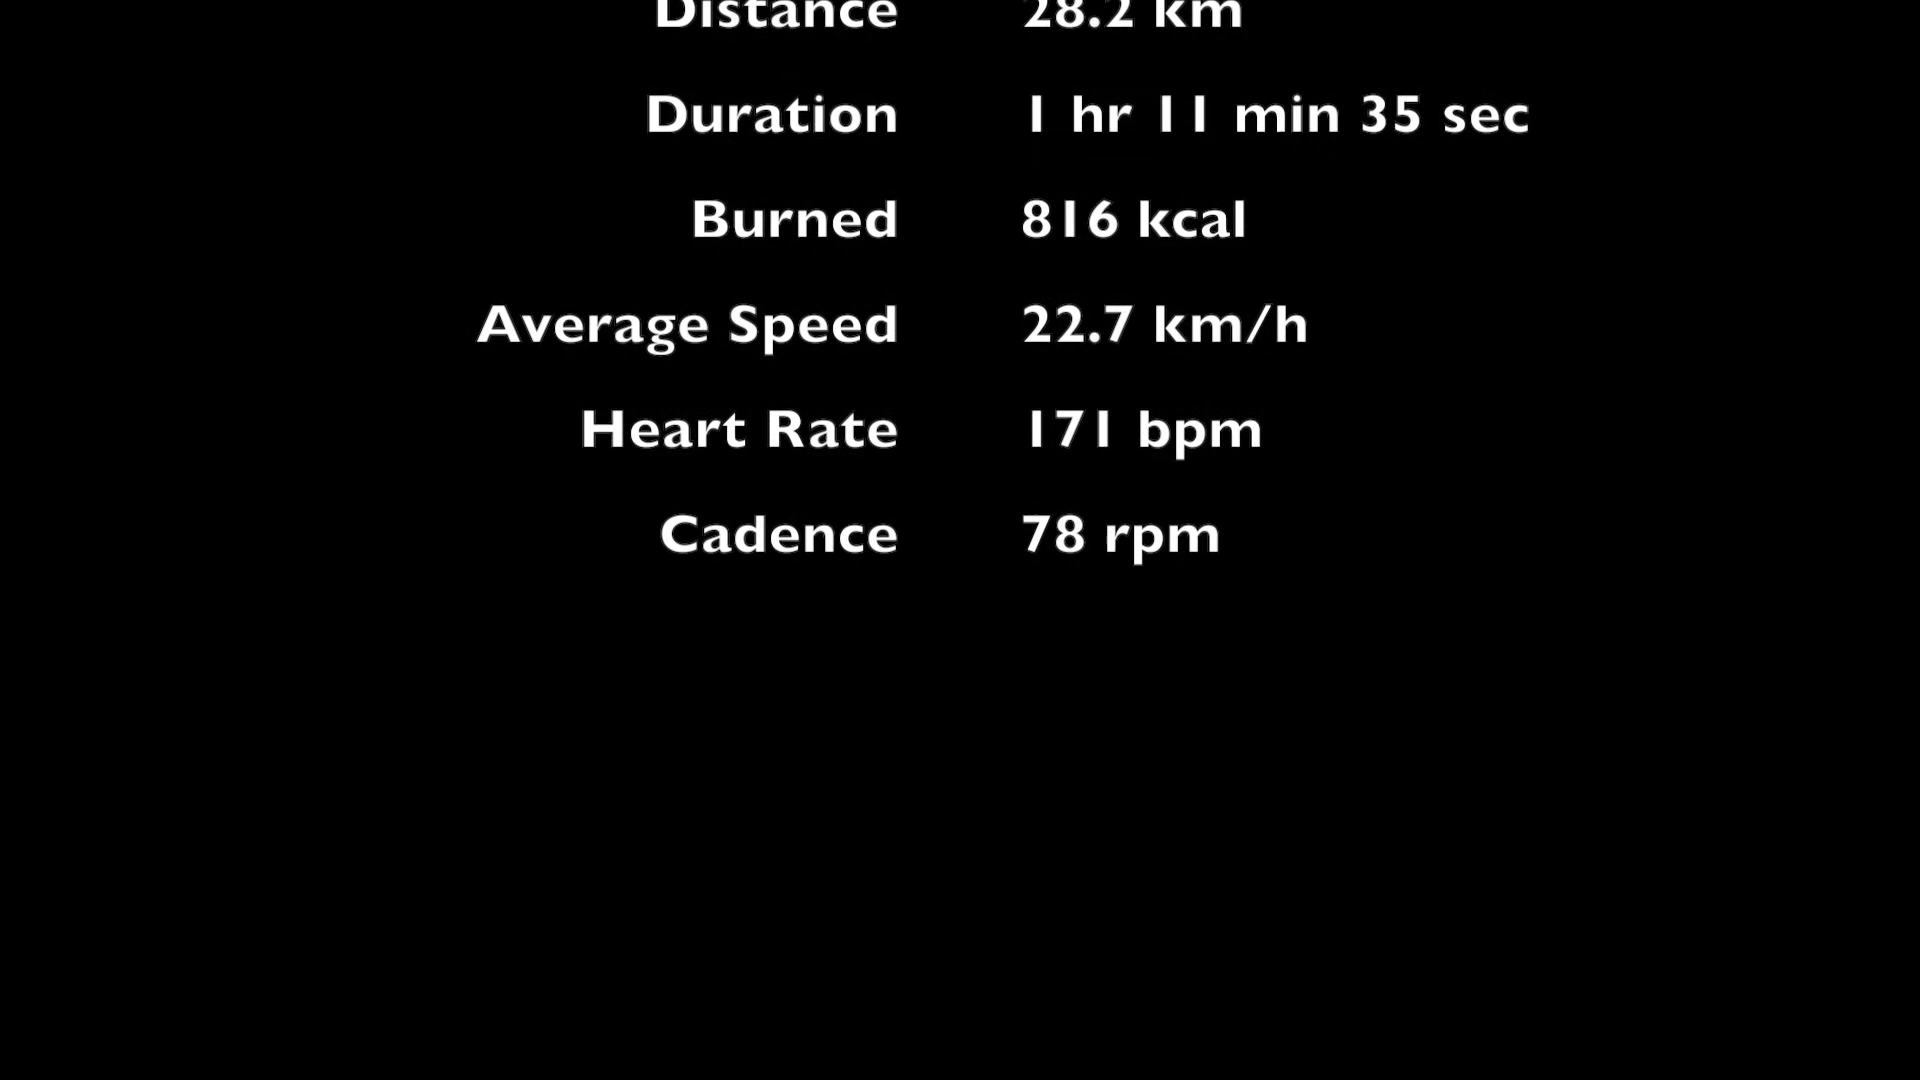 Distance 28.2 km
Duration 1 hr 11 min 35 sec
Burned 816 kcal
Average Speed 22.7 km/h
Heart Rate 171 bpm
Cadence 78 rpm